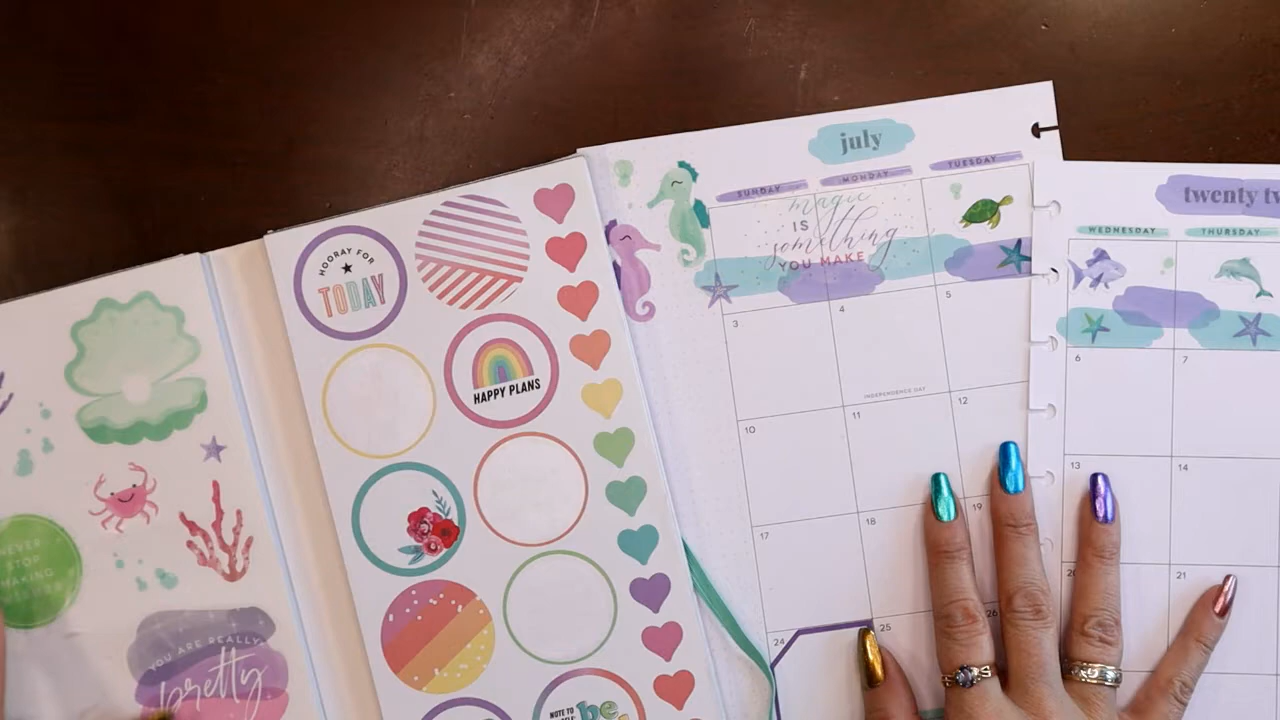 NEVER
STOP
MAKING
YOU ARE REALLY
pretty
HOORAY FOR
TODAY
HAPPY PLANS
NOTE TO
be
july
SUNDAY
MONDAY
TUESDAY
magic
IS
something
YOU MAKE
3
4
5
INDEPENDENCE DAY
10
11
12
17
18
19
24
25
26
twenty tw
WEDNESDAY
THURSDAY
6
7
13
14
21